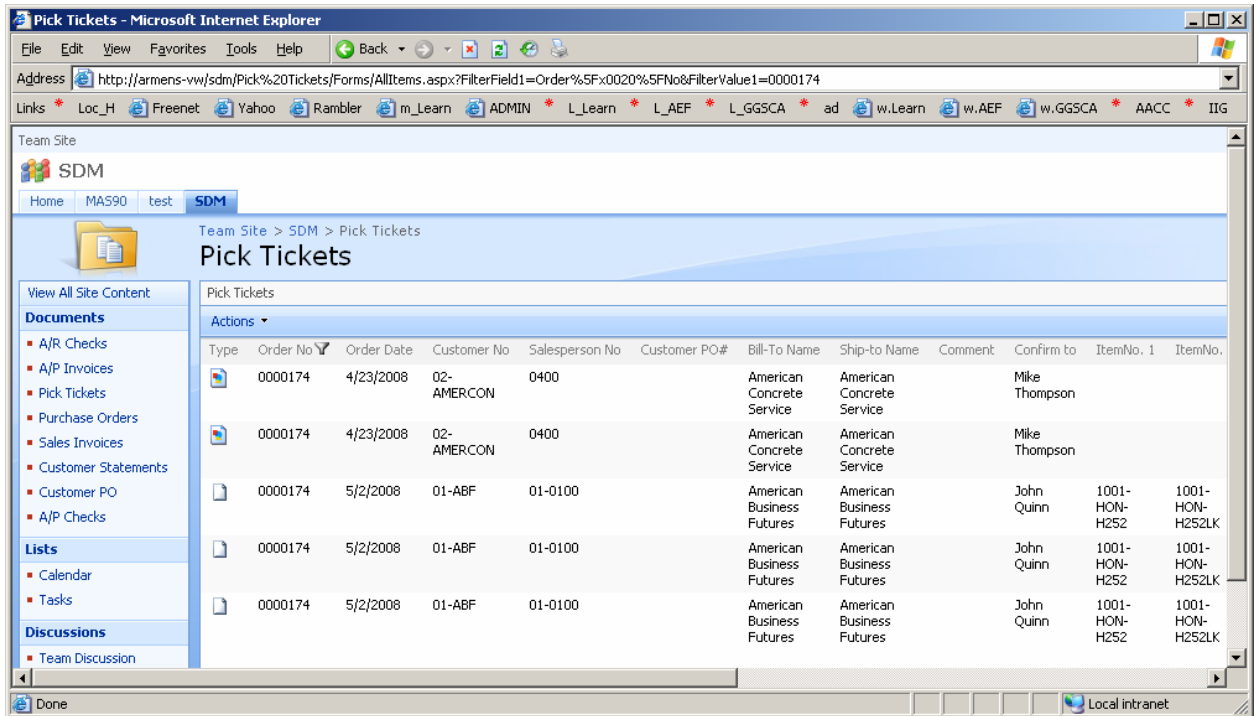 Pick Tickets - Microsoft Internet Explorer
File Edit View Favorites Tools Help Back
Address http://armens-vw/sdm/Pick%20Tickets/Forms/AllItems.aspx?FilterField1=Order%5Fx0020%5FNo&FilterValue1=0000174
Links Loc_H Freenet Yahoo Rambler m_Learn ADMIN L_Learn L_AEF L_GGSCA ad w.Learn w.AEF w.GGSCA AACC IIG
Team Site
SDM
Home MAS90 test SDM
Team Site > SDM > Pick Tickets
Pick Tickets
View All Site Content
Documents
A/R Checks
A/P Invoices
Pick Tickets
Purchase Orders
Sales Invoices
Customer Statements
Customer PO
A/P Checks
Lists
Calendar
Tasks
Discussions
Team Discussion
Pick Tickets
Actions
Type Order No Order Date Customer No Salesperson No Customer PO# Bill-To Name Ship-to Name Comment Confirm to ItemNo. 1 ItemNo.
0000174 4/23/2008 02- 0400 American American Mike
AMERCON Concrete Concrete Thompson
Service Service
0000174 4/23/2008 02- 0400 American American Mike
AMERCON Concrete Concrete Thompson
Service Service
0000174 5/2/2008 01-ABF 01-0100 American American John 1001- 1001-
Business Business Quinn HON- HON-
Futures Futures H252 H252LK
0000174 5/2/2008 01-ABF 01-0100 American American John 1001- 1001-
Business Business Quinn HON- HON-
Futures Futures H252 H252LK
0000174 5/2/2008 01-ABF 01-0100 American American John 1001- 1001-
Business Business Quinn HON- HON-
Futures Futures H252 H252LK
Done Local intranet